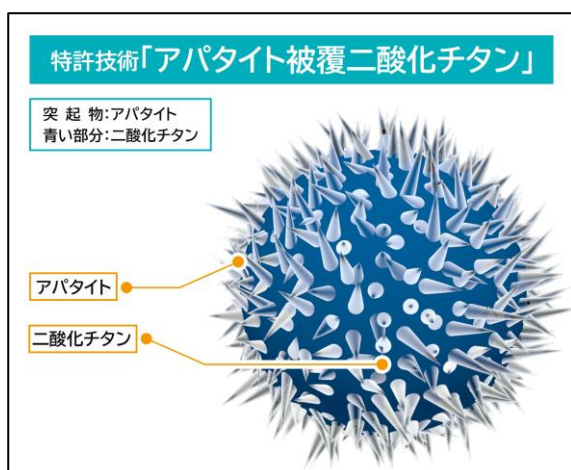 特許技術「アパタイト被覆二酸化チタン」
突起物:アパタイト
青い部分:二酸化チタン
アパタイト
二酸化チタン